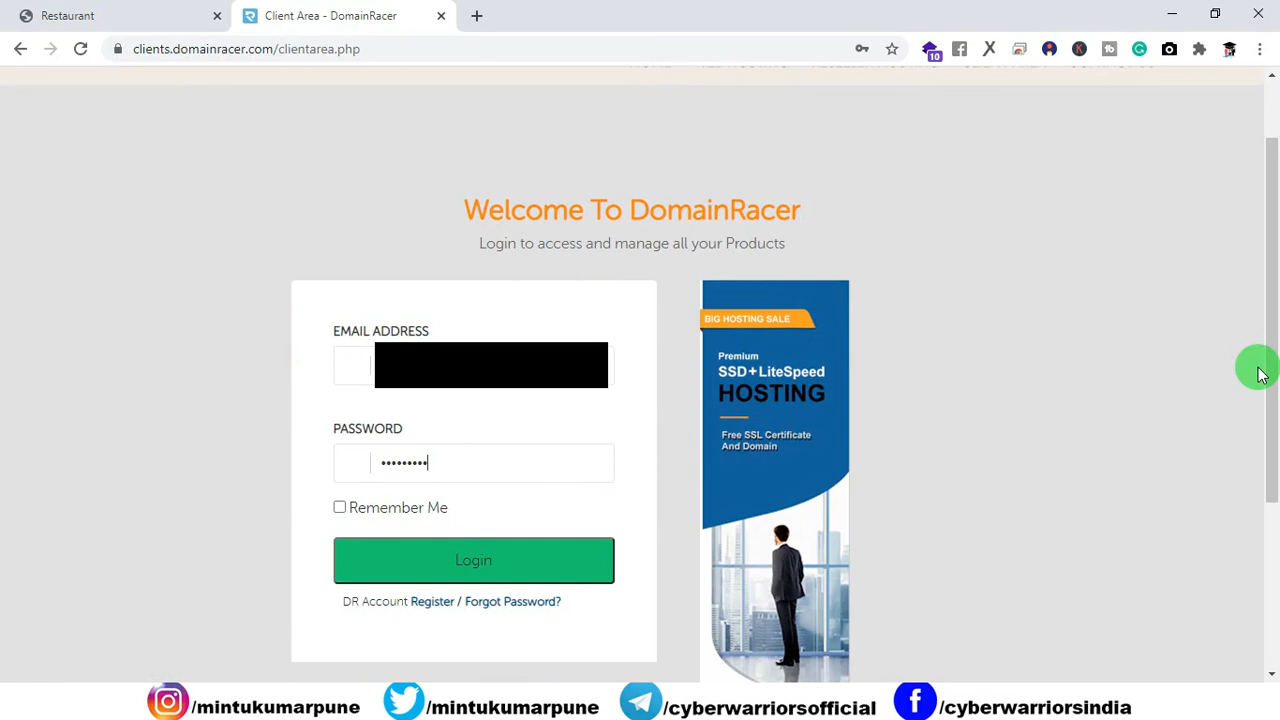 Restaurant
Client Area - DomainRacer
clients.domainracer.com/clientarea.php
10
Welcome To DomainRacer
Login to access and manage all your Products
EMAIL ADDRESS
PASSWORD
•••••••••
Remember Me
Login
DR Account Register / Forgot Password?
BIG HOSTING SALE
Premium
SSD+LiteSpeed
HOSTING
Free SSL Certificate
And Domain
/mintukumarpune
/mintukumarpune
/cyberwarriorsofficial
/cyberwarriorsindia